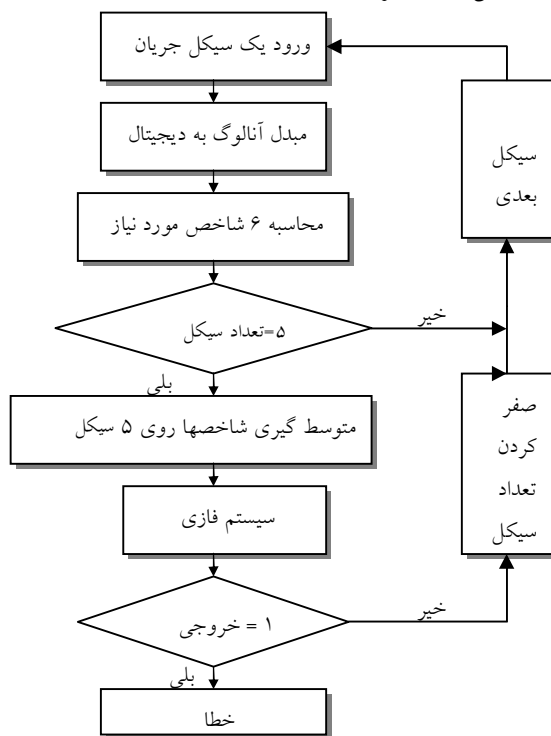 ورود یک سیکل جریان
مبدل آنالوگ به دیجیتال
سیکل
بعدی
محاسبه ۶ شاخص مورد نیاز
۵=تعداد سیکل
خیر
بلی
متوسط گیری شاخصها روی ۵ سیکل
صفر
کردن
تعداد
سیکل
سیستم فازی
۱ = خروجی
خیر
بلی
خطا